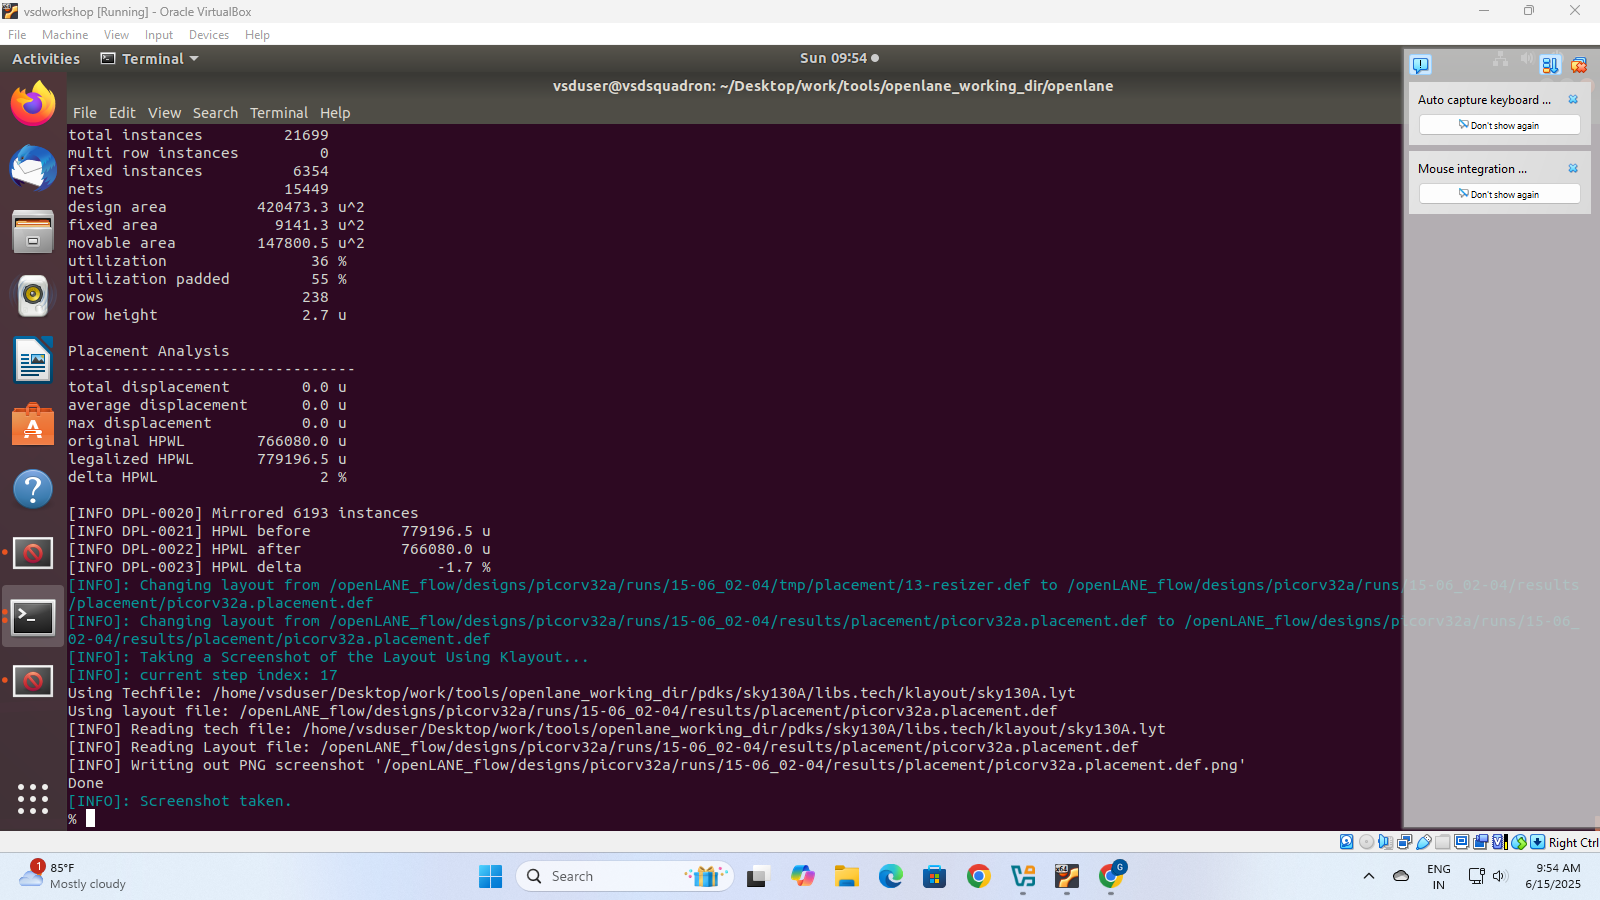 vsdworkshop [Running] - Oracle VirtualBox
File Machine View Input Devices Help
Activities Terminal Sun 09:54
vsduser@vsdsquadron: ~/Desktop/work/tools/openlane_working_dir/openlane
File Edit View Search Terminal Help
total instances 21699
multi row instances 0
fixed instances 6354
nets 15449
design area 420473.3 u^2
fixed area 9141.3 u^2
movable area 147800.5 u^2
utilization 36 %
utilization padded 55 %
rows 238
row height 2.7 u
Placement Analysis
--------------------------------
total displacement 0.0 u
average displacement 0.0 u
max displacement 0.0 u
original HPWL 766080.0 u
legalized HPWL 779196.5 u
delta HPWL 2 %
[INFO DPL-0020] Mirrored 6193 instances
[INFO DPL-0021] HPWL before 779196.5 u
[INFO DPL-0022] HPWL after 766080.0 u
[INFO DPL-0023] HPWL delta -1.7 %
[INFO]: Changing layout from /openLANE_flow/designs/picorv32a/runs/15-06_02-04/tmp/placement/13-resizer.def to /openLANE_flow/designs/picorv32a/runs/15-06_02-04/results
/placement/picorv32a.placement.def
[INFO]: Changing layout from /openLANE_flow/designs/picorv32a/runs/15-06_02-04/results/placement/picorv32a.placement.def to /openLANE_flow/designs/picorv32a/runs/15-06_
02-04/results/placement/picorv32a.placement.def
[INFO]: Taking a Screenshot of the Layout Using Klayout...
[INFO]: current step index: 17
Using Techfile: /home/vsduser/Desktop/work/tools/openlane_working_dir/pdks/sky130A/libs.tech/klayout/sky130A.lyt
Using layout file: /openLANE_flow/designs/picorv32a/runs/15-06_02-04/results/placement/picorv32a.placement.def
[INFO] Reading tech file: /home/vsduser/Desktop/work/tools/openlane_working_dir/pdks/sky130A/libs.tech/klayout/sky130A.lyt
[INFO] Reading Layout file: /openLANE_flow/designs/picorv32a/runs/15-06_02-04/results/placement/picorv32a.placement.def
[INFO] Writing out PNG screenshot '/openLANE_flow/designs/picorv32a/runs/15-06_02-04/results/placement/picorv32a.placement.def.png'
Done
[INFO]: Screenshot taken.
%
Auto capture keyboard ...
Don't show again
Mouse integration ...
Don't show again
Right Ctrl
1
85°F
Mostly cloudy
Search
G
ENG
IN
9:54 AM
6/15/2025